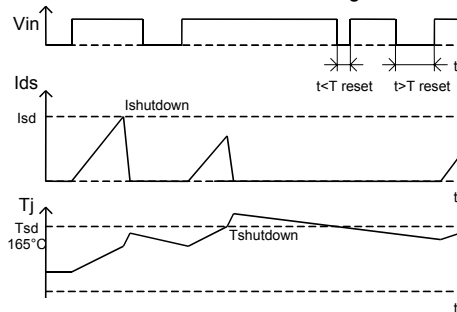 Vin
t
t<T reset t>T reset
Ids
Ishutdown
Isd
t
Tj
Tsd
165°C
Tshutdown
t